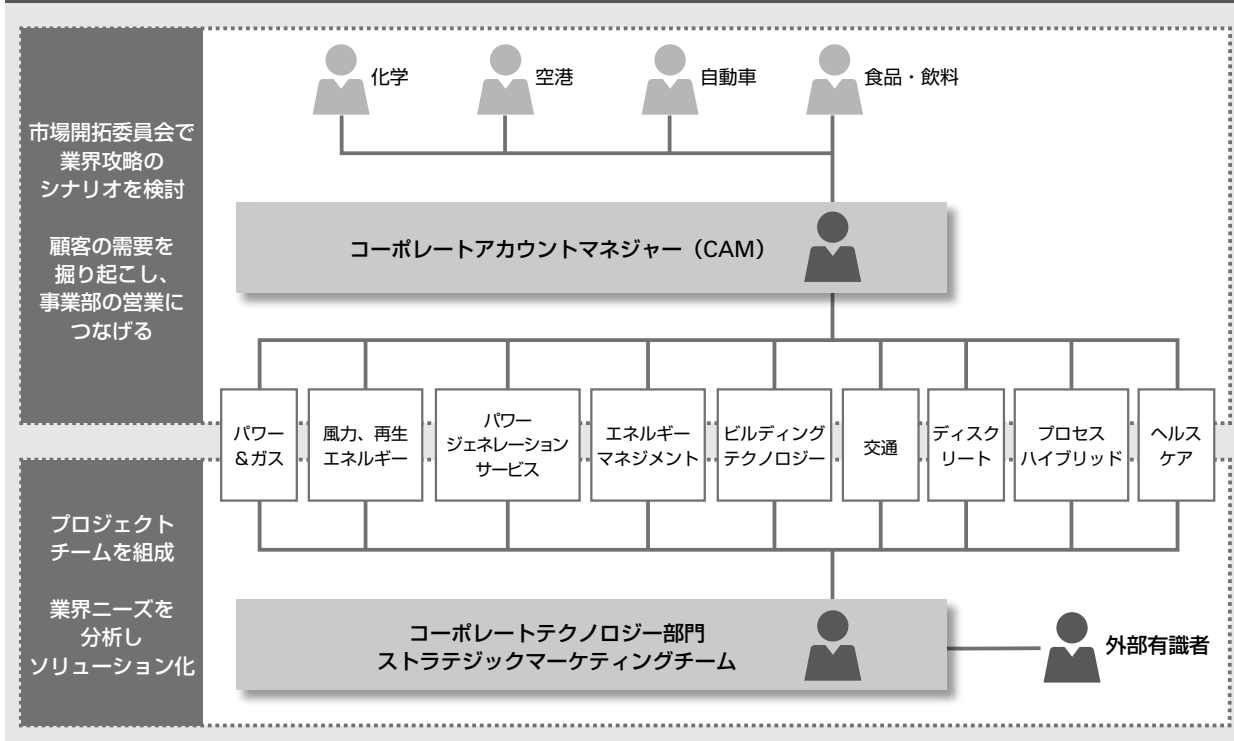 化学
空港
自動車
食品・飲料
市場開拓委員会で
業界攻略の
シナリオを検討
顧客の需要を
掘り起こし、
事業部の営業に
つなげる
コーポレートアカウントマネジャー（CAM）
パワー
＆ガス
風力、再生
エネルギー
パワー
ジェネレーション
サービス
エネルギー
マネジメント
ビルディング
テクノロジー
交通
ディスク
リート
プロセス
ハイブリッド
ヘルス
ケア
プロジェクト
チームを組成
業界ニーズを
分析し
ソリューション化
コーポレートテクノロジー部門
ストラテジックマーケティングチーム
外部有識者